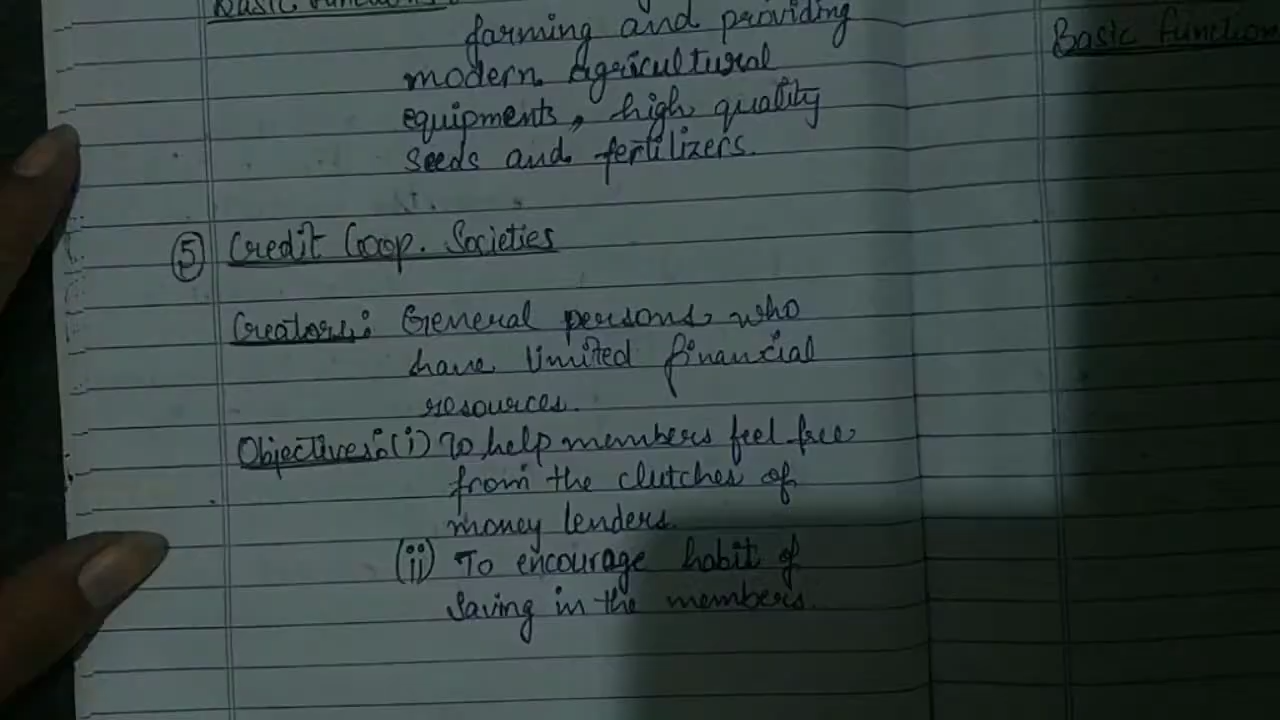 Basic Functions:
farming and providing
modern Agricultural
equipments, high quality
seeds and fertilizers.
⑤ Credit Coop. Societies
Creators: General persons who
have limited financial
resources.
Objectives: (i) To help members feel free
from the clutches of
money lenders.
(ii) To encourage habit of
saving in the members.
Basic Function